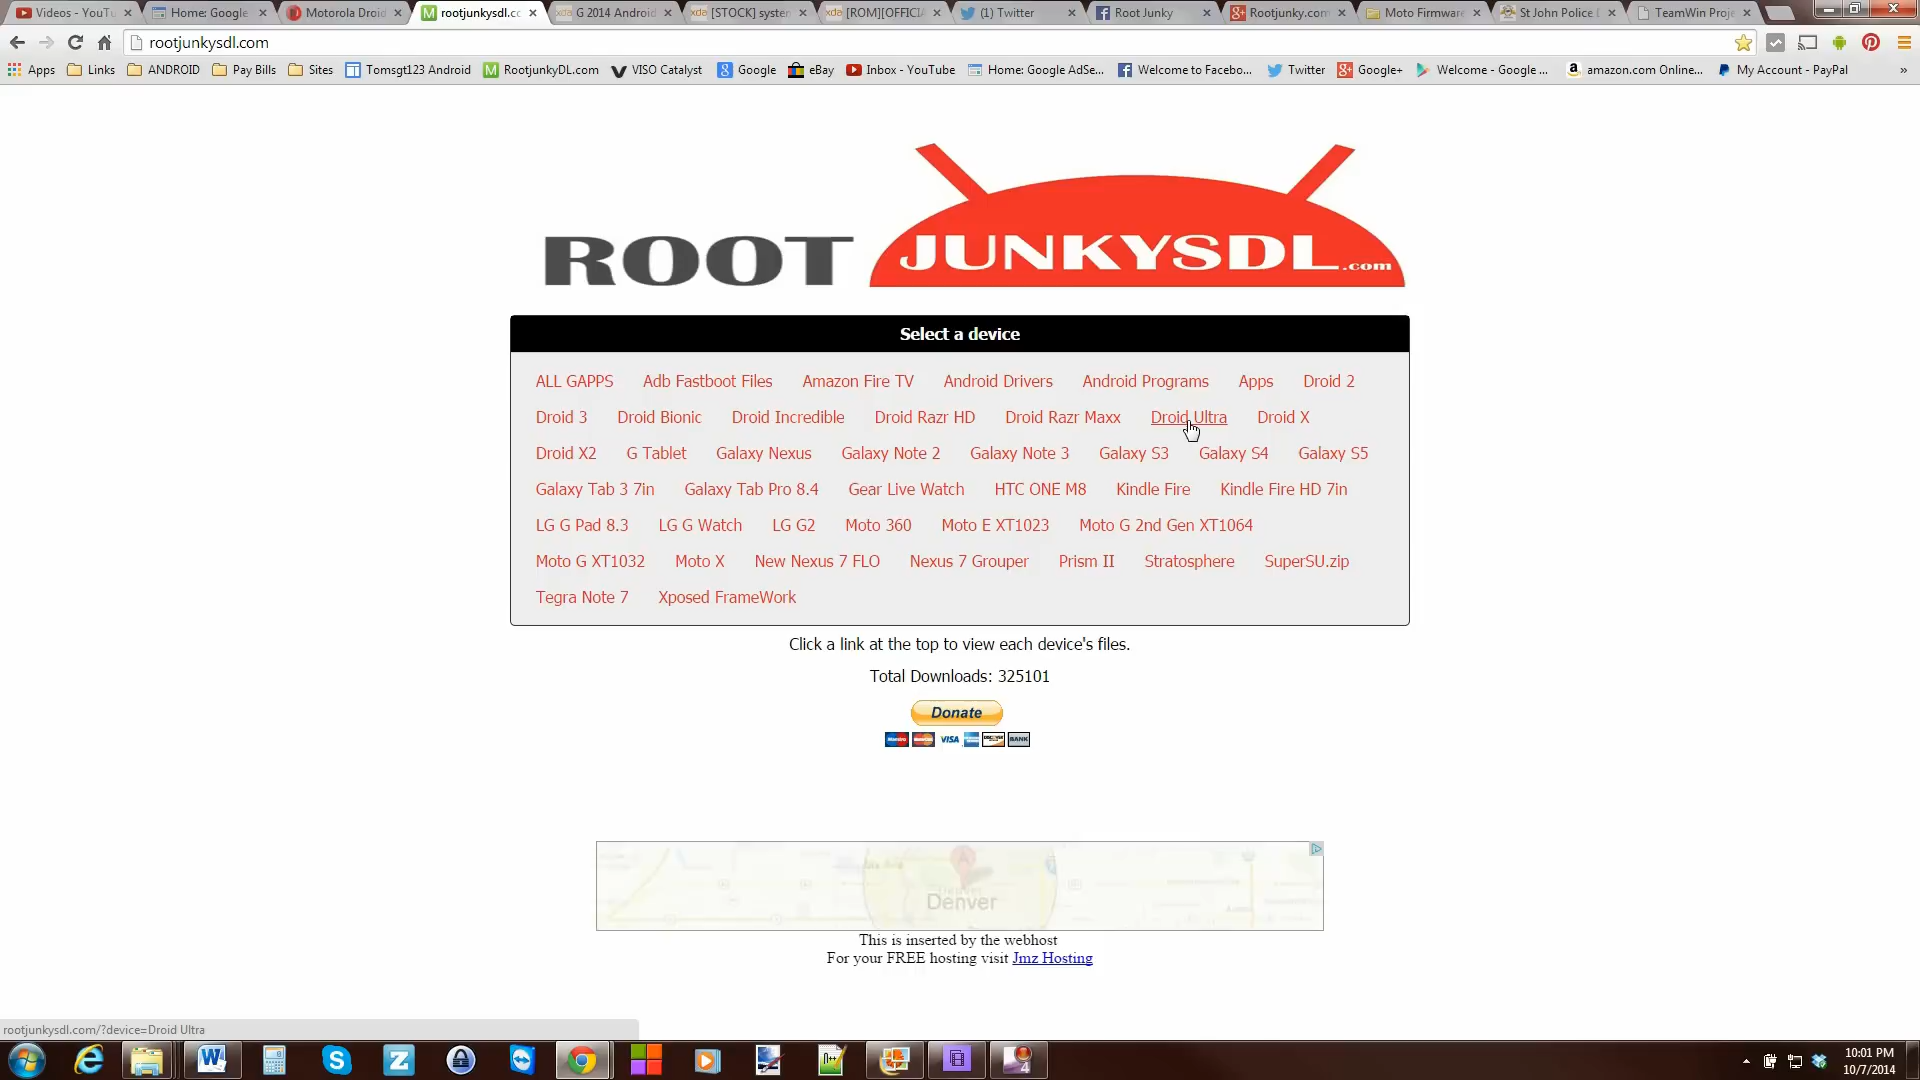 Videos - YouTu
Home: Google
Motorola Droid
rootjunkysdl.co
G 2014 Android
[STOCK] syster
[ROM][OFFICIA
(1) Twitter
Root Junky
Rootjunky.com
Moto Firmware
St John Police D
TeamWin Proje
rootjunkysdl.com
Apps
Links
ANDROID
Pay Bills
Sites
Tomsgt123 Android
RootjunkyDL.com
VISO Catalyst
Google
eBay
Inbox - YouTube
Home: Google AdSe...
Welcome to Facebo...
Twitter
Google+
Welcome - Google ...
amazon.com Online...
My Account - PayPal
»
ROOT JUNKYSDL.com
Select a device
ALL GAPPS Adb Fastboot Files Amazon Fire TV Android Drivers Android Programs Apps Droid 2
Droid 3 Droid Bionic Droid Incredible Droid Razr HD Droid Razr Maxx Droid Ultra Droid X
Droid X2 G Tablet Galaxy Nexus Galaxy Note 2 Galaxy Note 3 Galaxy S3 Galaxy S4 Galaxy S5
Galaxy Tab 3 7in Galaxy Tab Pro 8.4 Gear Live Watch HTC ONE M8 Kindle Fire Kindle Fire HD 7in
LG G Pad 8.3 LG G Watch LG G2 Moto 360 Moto E XT1023 Moto G 2nd Gen XT1064
Moto G XT1032 Moto X New Nexus 7 FLO Nexus 7 Grouper Prism II Stratosphere SuperSU.zip
Tegra Note 7 Xposed FrameWork
Click a link at the top to view each device's files.
Total Downloads: 325101
Donate
VISA
BANK
Denver
This is inserted by the webhost
For your FREE hosting visit Jmz Hosting
rootjunkysdl.com/?device=Droid Ultra
10:01 PM
10/7/2014